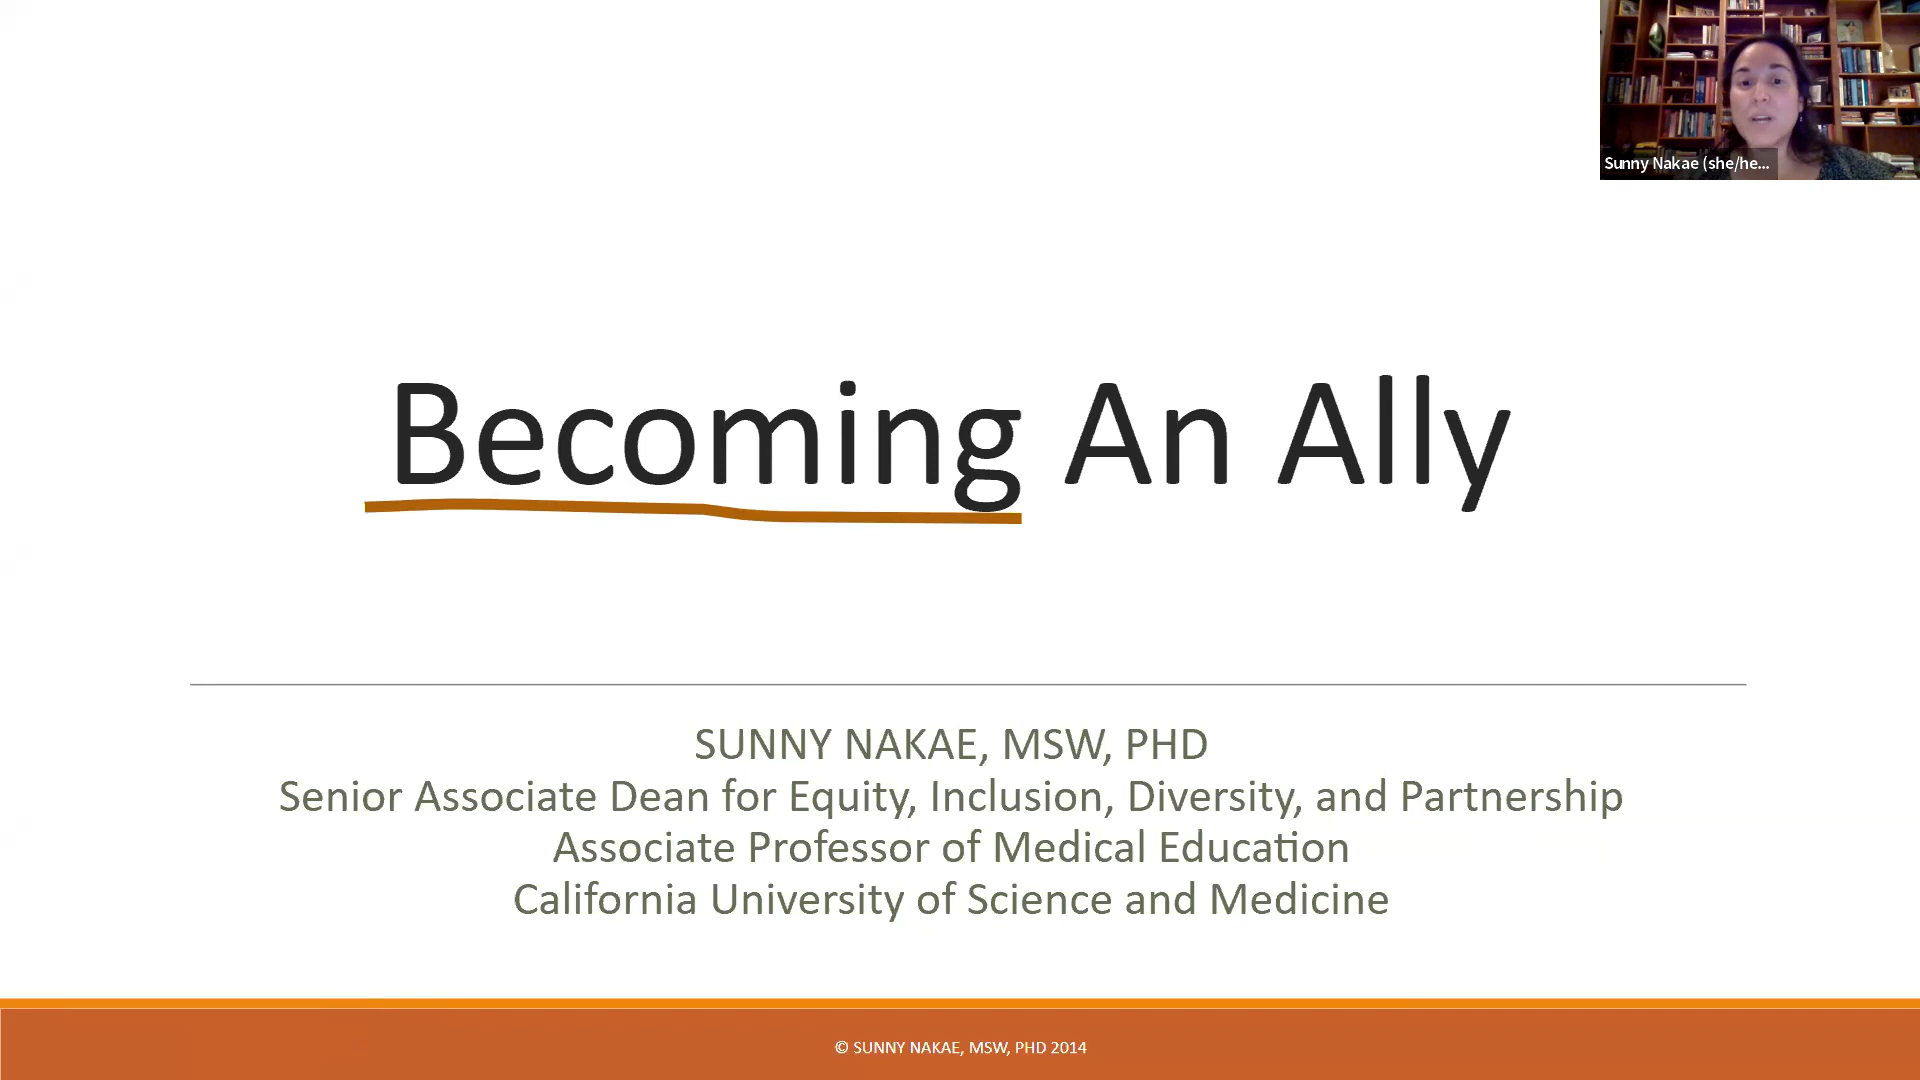 Sunny Nakae (she/he...
Becoming An Ally
SUNNY NAKAE, MSW, PHD
Senior Associate Dean for Equity, Inclusion, Diversity, and Partnership
Associate Professor of Medical Education
California University of Science and Medicine
© SUNNY NAKAE, MSW, PHD 2014